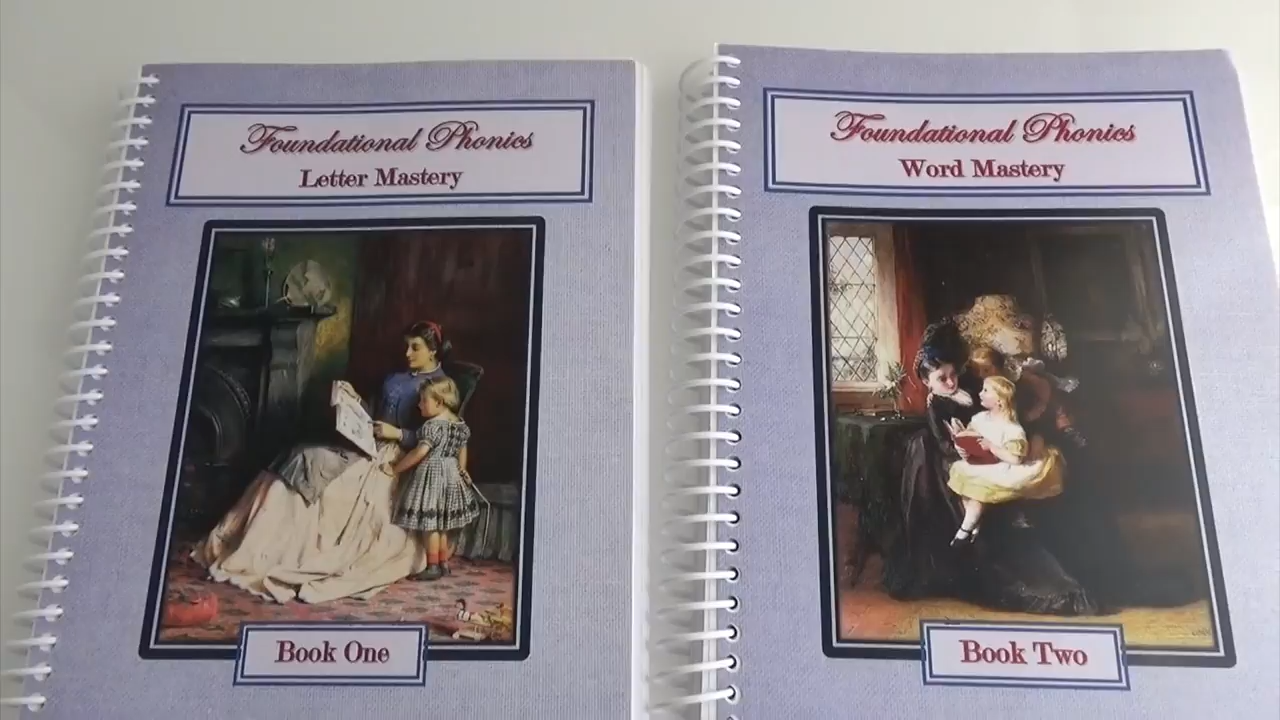 Foundational Phonics
Letter Mastery
Book One
Foundational Phonics
Word Mastery
Book Two